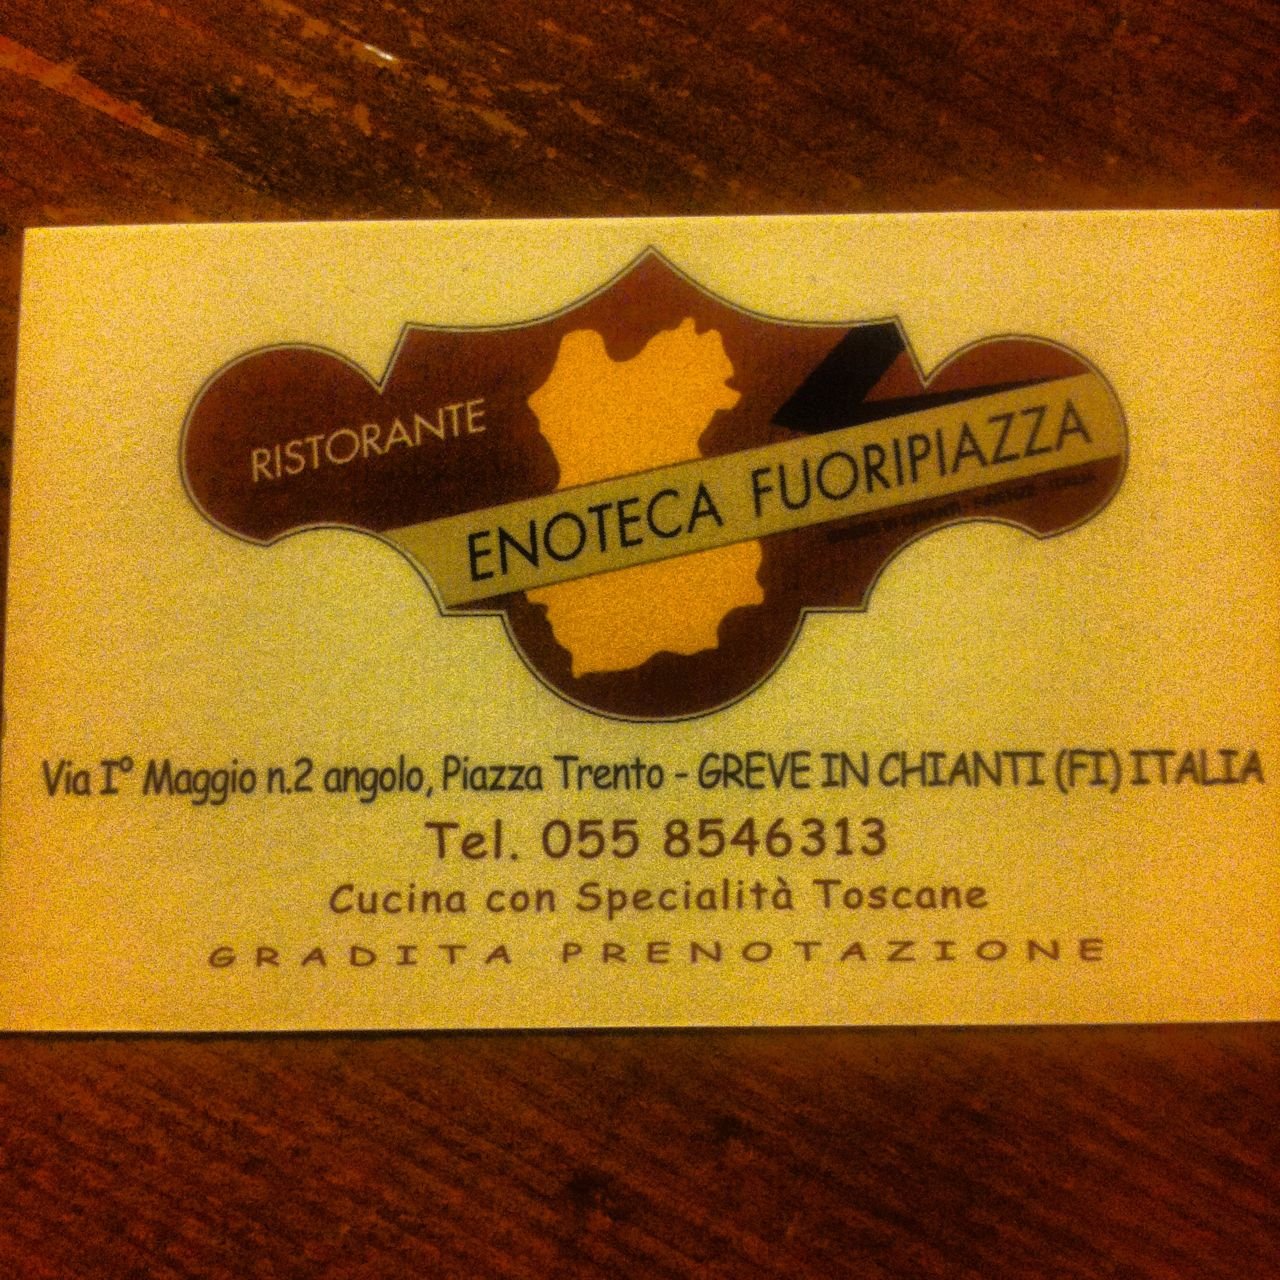 RISTORANTE
ENOTECA FUORIPIAZZA
Via I° Maggio n.2 angolo, Piazza Trento - GREVE IN CHIANTI (FI) ITALIA
Tel. 055 8546313
Cucina con Specialità Toscane
GRADITA PRENOTAZIONE